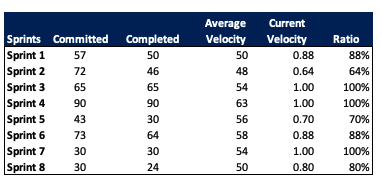 Average Current
Sprints Committed Completed Velocity Velocity Ratio
Sprint 1 57 50 50 0.88 88%
Sprint 2 72 46 48 0.64 64%
Sprint 3 65 65 54 1.00 100%
Sprint 4 90 90 63 1.00 100%
Sprint 5 43 30 56 0.70 70%
Sprint 6 73 64 58 0.88 88%
Sprint 7 30 30 54 1.00 100%
Sprint 8 30 24 50 0.80 80%